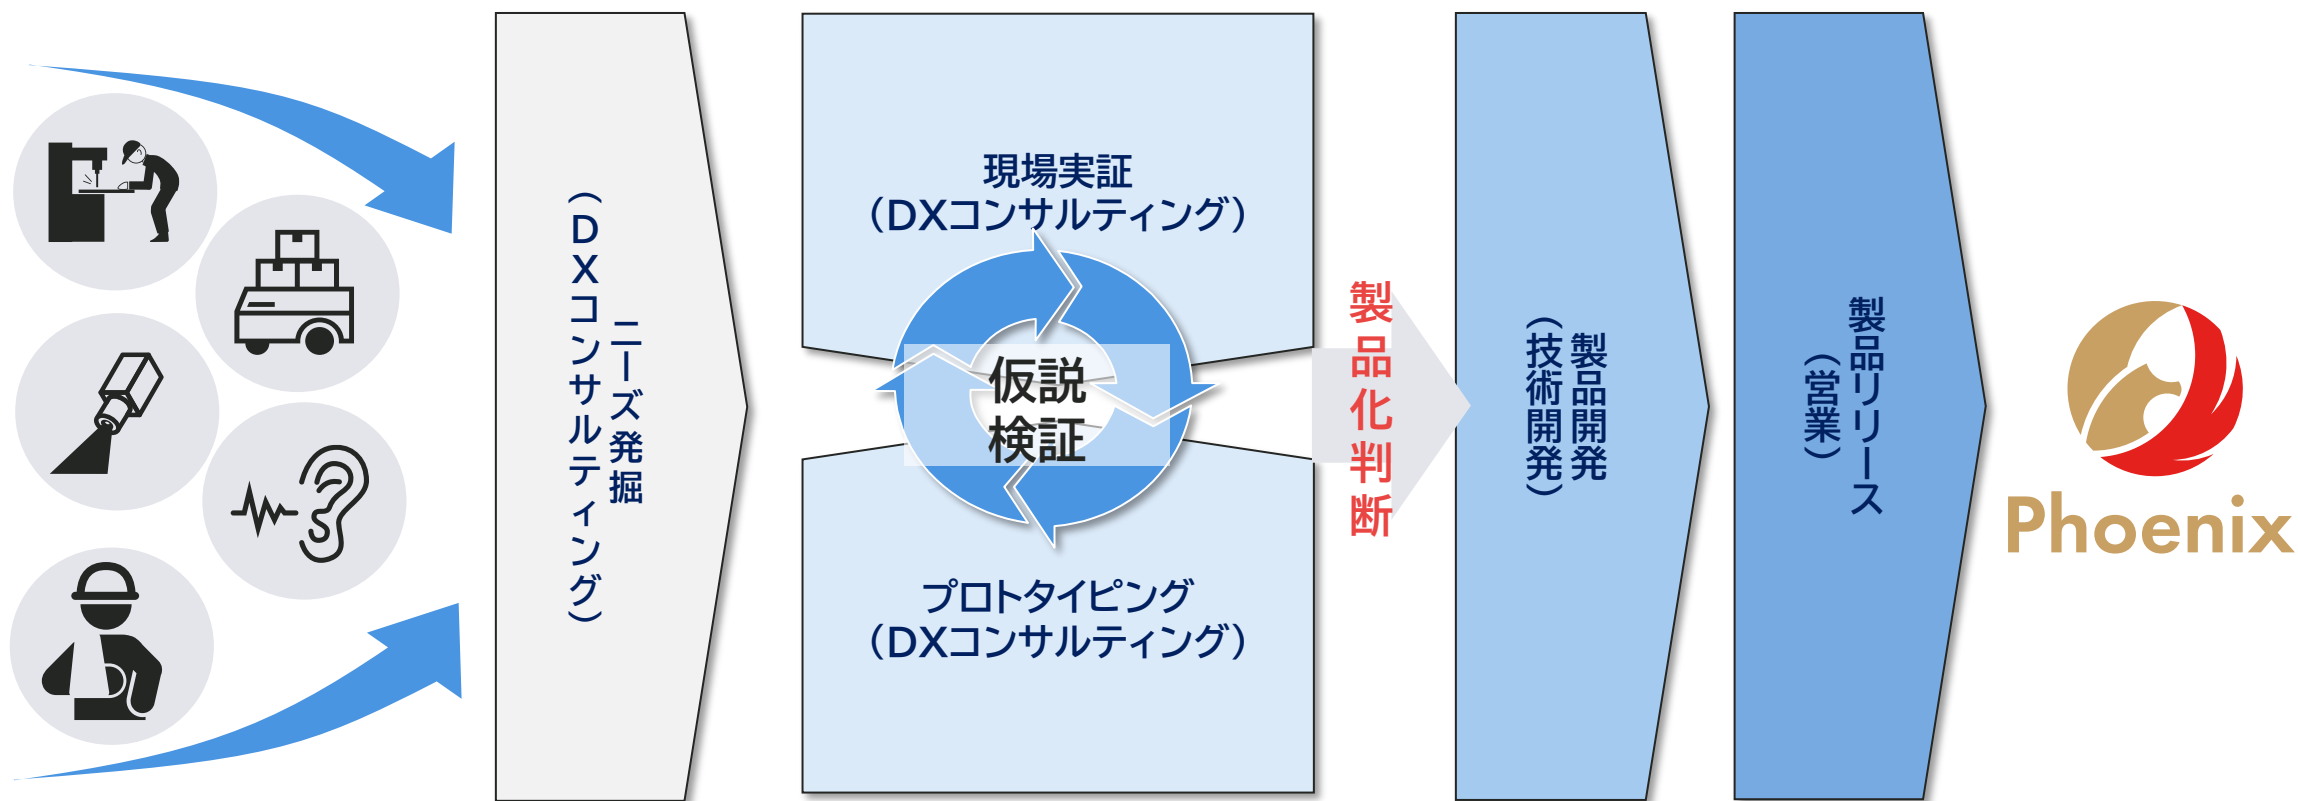 ニーズ発掘
（DXコンサルティング）
現場実証
（DXコンサルティング）
仮説
検証
プロトタイピング
（DXコンサルティング）
製品化判断
製品開発
（技術開発）
製品リリース
（営業）
Phoenix